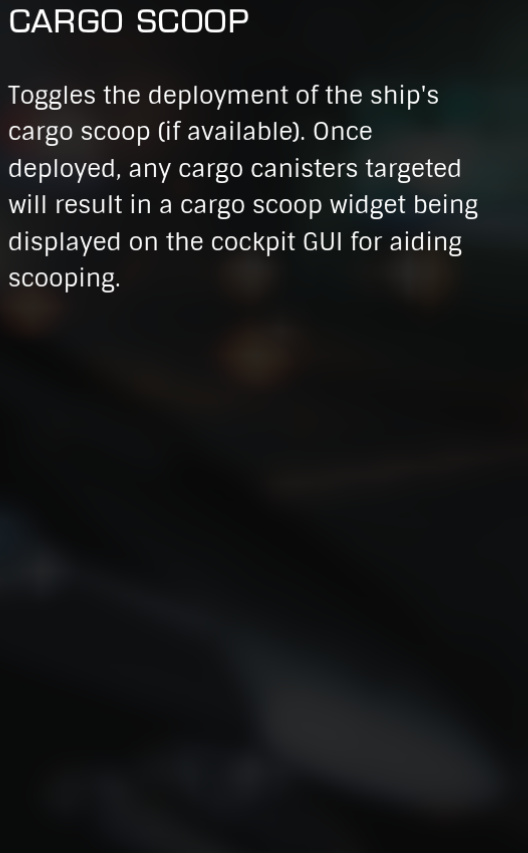 CARGO SCOOP
Toggles the deployment of the ship's
cargo scoop (if available). Once
deployed, any cargo canisters targeted
will result in a cargo scoop widget being
displayed on the cockpit GUI for aiding
scooping.